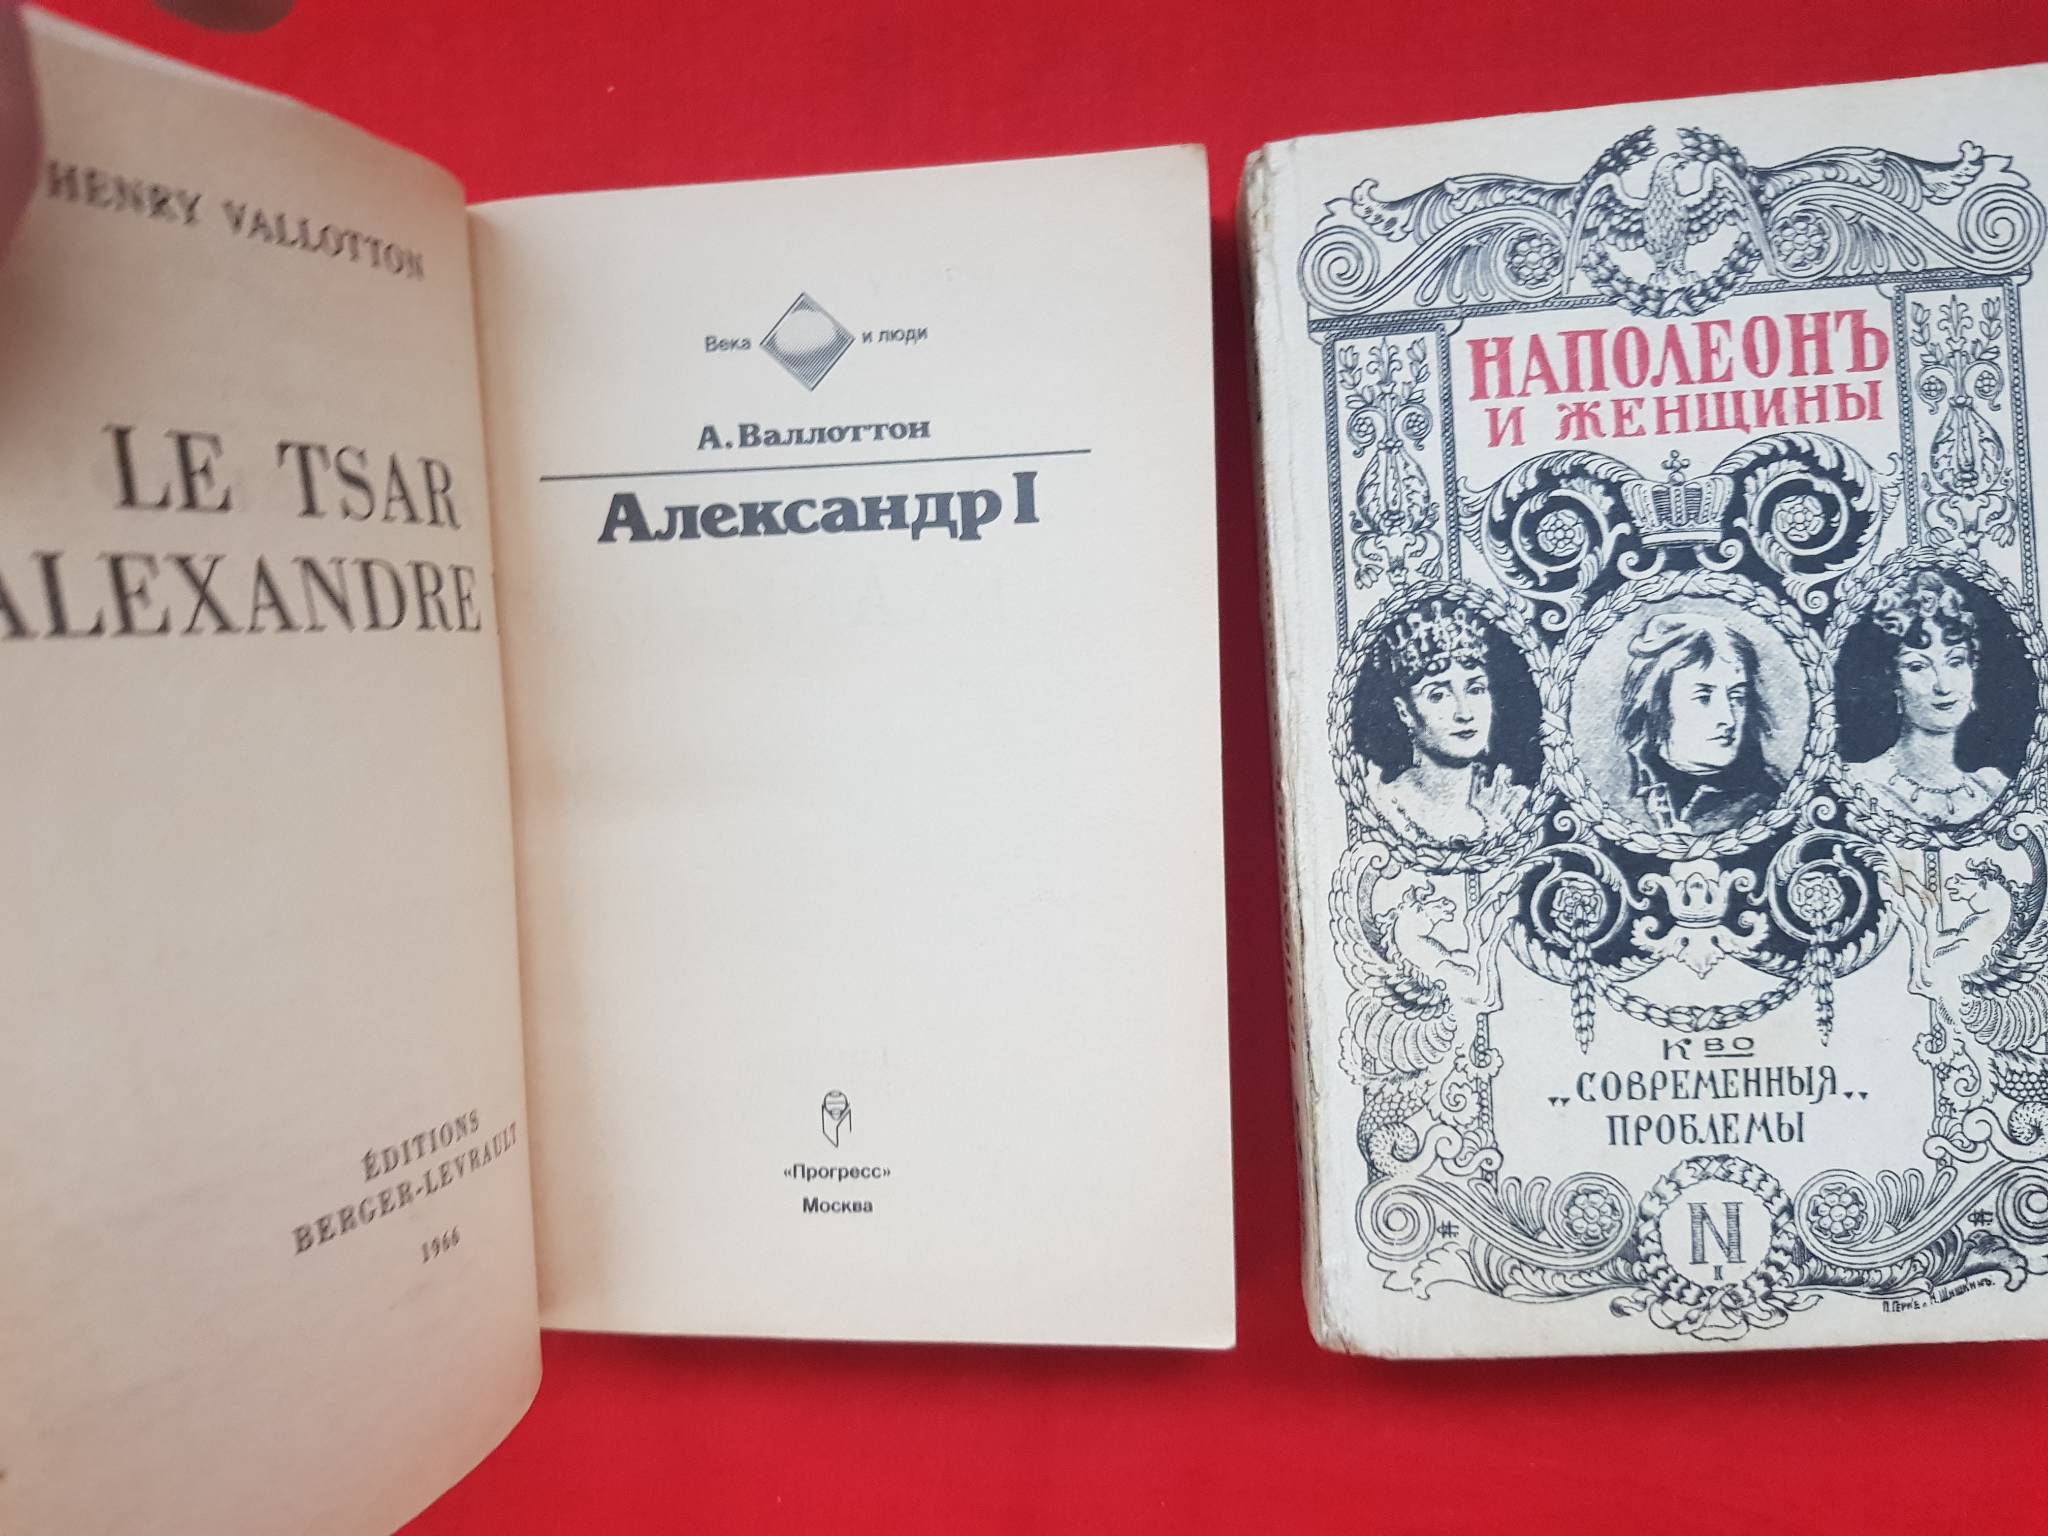 HENRY VALLOTTON
LE TSAR
ALEXANDRE
ÉDITIONS
BERGER-LEVRAULT
1966
Века и люди
А. Валлоттон
Александр I
«Прогресс»
Москва
НАПОЛЕОНЪ
И ЖЕНЩИНЫ
К ВО
„СОВРЕМЕННЫЯ„
ПРОБЛЕМЫ
N